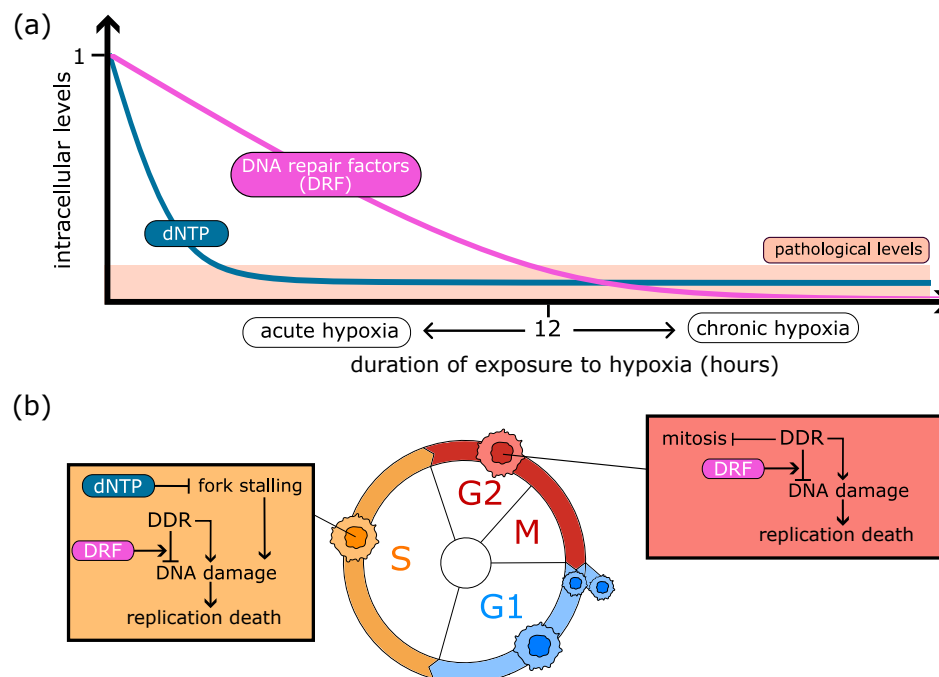 (a)
1
intracellular levels
DNA repair factors
(DRF)
dNTP
pathological levels
acute hypoxia
12
chronic hypoxia
duration of exposure to hypoxia (hours)
(b)
dNTP
fork stalling
DDR
DRF
DNA damage
replication death
S
G2
M
G1
mitosis
DDR
DRF
DNA damage
replication death